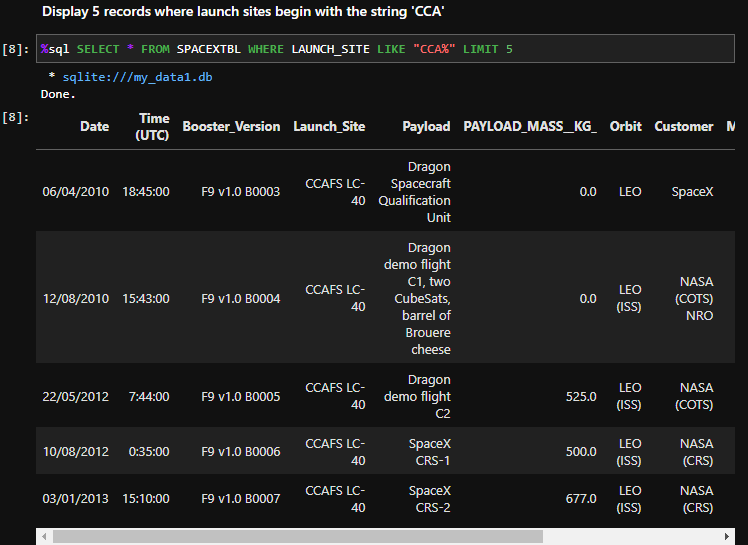 Display 5 records where launch sites begin with the string 'CCA'
[8]: %sql SELECT * FROM SPACEXTBL WHERE LAUNCH_SITE LIKE "CCA%" LIMIT 5
* sqlite:///my_data1.db
Done.
[8]:
Date Time (UTC) Booster_Version Launch_Site Payload PAYLOAD_MASS__KG_ Orbit Customer M
06/04/2010 18:45:00 F9 v1.0 B0003 CCAFS LC-40 Dragon Spacecraft Qualification Unit 0.0 LEO SpaceX
12/08/2010 15:43:00 F9 v1.0 B0004 CCAFS LC-40 Dragon demo flight C1, two CubeSats, barrel of Brouere cheese 0.0 LEO (ISS) NASA (COTS) NRO
22/05/2012 7:44:00 F9 v1.0 B0005 CCAFS LC-40 Dragon demo flight C2 525.0 LEO (ISS) NASA (COTS)
10/08/2012 0:35:00 F9 v1.0 B0006 CCAFS LC-40 SpaceX CRS-1 500.0 LEO (ISS) NASA (CRS)
03/01/2013 15:10:00 F9 v1.0 B0007 CCAFS LC-40 SpaceX CRS-2 677.0 LEO (ISS) NASA (CRS)